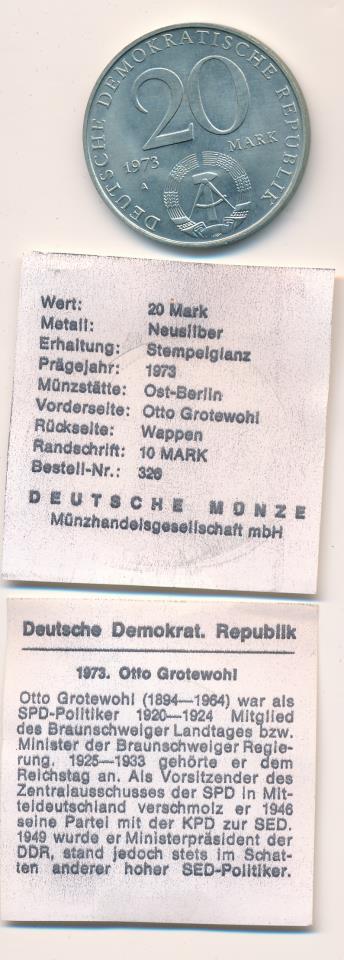 DEUTSCHE DEMOKRATISCHE REPUBLIK
20
MARK
1973
A
Wert: 20 Mark
Metall: Neusilber
Erhaltung: Stempelglanz
Prägejahr: 1973
Münzstätte: Ost-Berlin
Vorderseite: Otto Grotewohl
Rückseite: Wappen
Randschrift: 10 MARK
Bestell-Nr.: 326
DEUTSCHE MÜNZE
Münzhandelsgesellschaft mbH
Deutsche Demokrat. Republik
1973. Otto Grotewohl
Otto Grotewohl (1894—1964) war als
SPD-Politiker 1920—1924 Mitglied
des Braunschweiger Landtages bzw.
Minister der Braunschweiger Regie-
rung. 1925—1933 gehörte er dem
Reichstag an. Als Vorsitzender des
Zentralausschusses der SPD in Mit-
teldeutschland verschmolz er 1946
seine Partei mit der KPD zur SED.
1949 wurde er Ministerpräsident der
DDR, stand jedoch stets im Schat-
ten anderer hoher SED-Politiker.